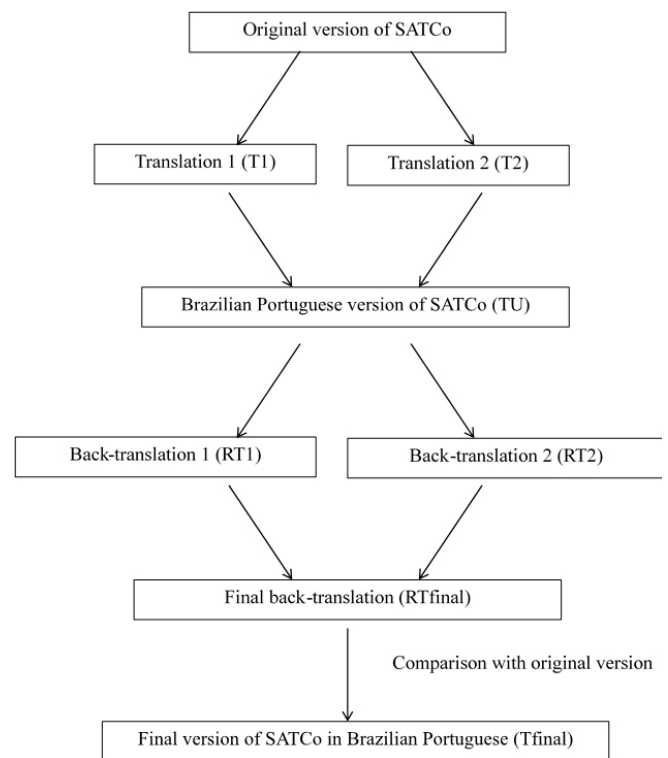 Original version of SATCo
Translation 1 (T1)
Translation 2 (T2)
Brazilian Portuguese version of SATCo (TU)
Back-translation 1 (RT1)
Back-translation 2 (RT2)
Final back-translation (RTfinal)
Comparison with original version
Final version of SATCo in Brazilian Portuguese (Tfinal)